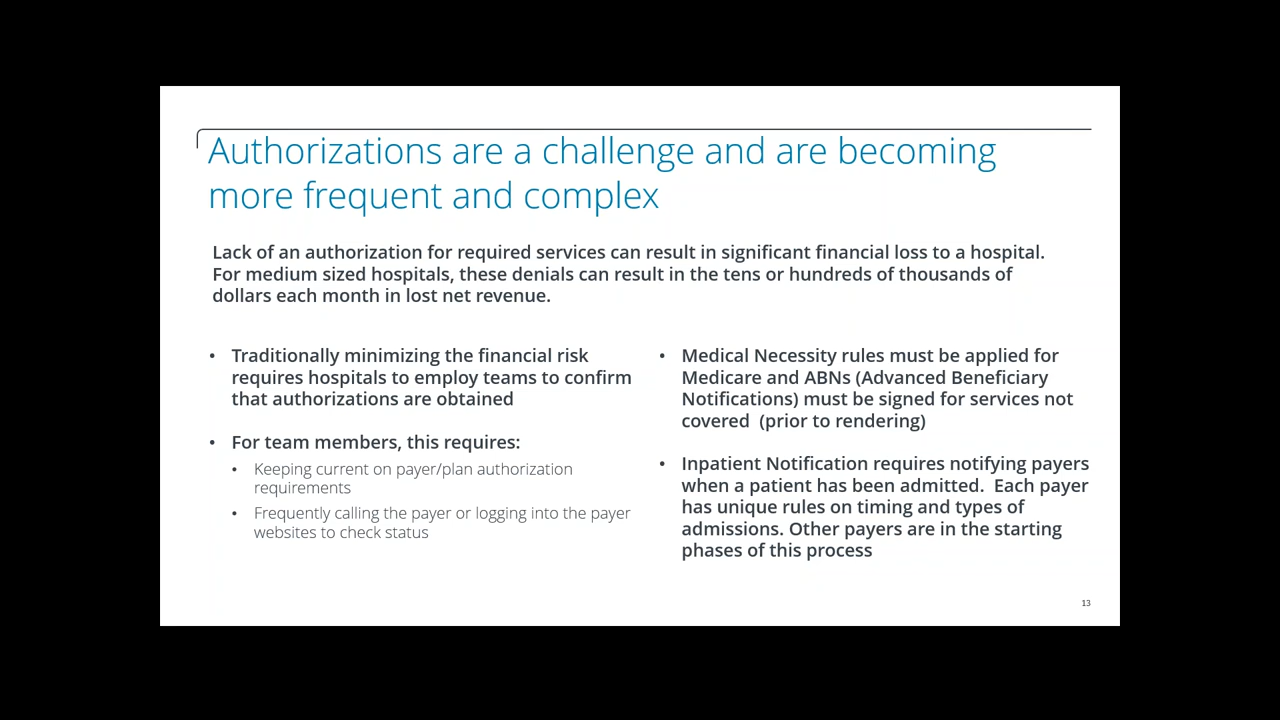 Authorizations are a challenge and are becoming
more frequent and complex
Lack of an authorization for required services can result in significant financial loss to a hospital.
For medium sized hospitals, these denials can result in the tens or hundreds of thousands of
dollars each month in lost net revenue.
• Traditionally minimizing the financial risk
requires hospitals to employ teams to confirm
that authorizations are obtained
• For team members, this requires:
• Keeping current on payer/plan authorization
requirements
• Frequently calling the payer or logging into the payer
websites to check status
• Medical Necessity rules must be applied for
Medicare and ABNs (Advanced Beneficiary
Notifications) must be signed for services not
covered  (prior to rendering)
• Inpatient Notification requires notifying payers
when a patient has been admitted.  Each payer
has unique rules on timing and types of
admissions. Other payers are in the starting
phases of this process
13